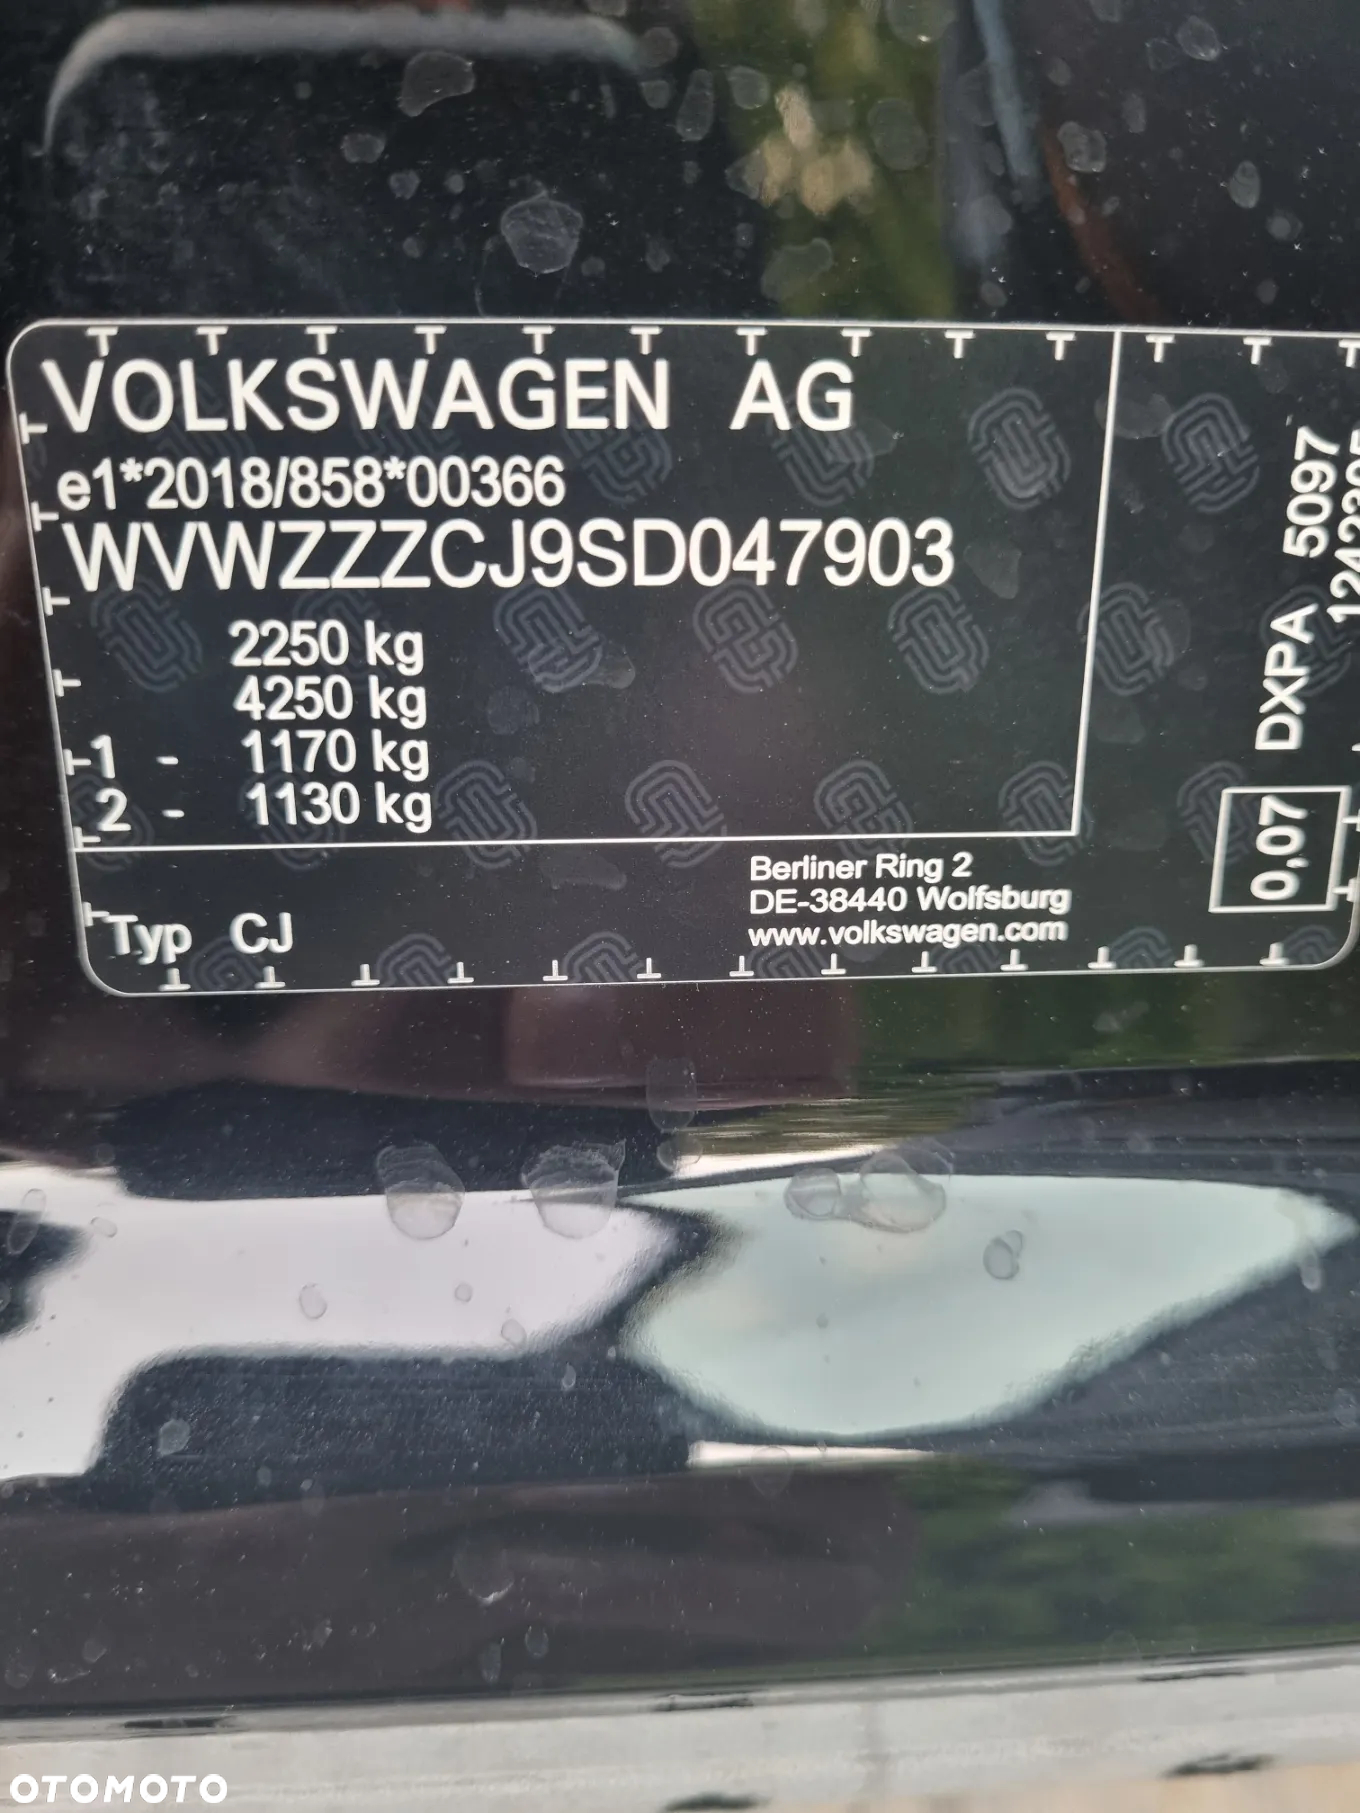 VOLKSWAGEN AG
e1*2018/858*00366
WVWZZZCJ9SD047903
2250 kg
4250 kg
1 - 1170 kg
2 - 1130 kg
Typ CJ
Berliner Ring 2
DE-38440 Wolfsburg
www.volkswagen.com
DXPA 5097
0,07
OTOMOTO